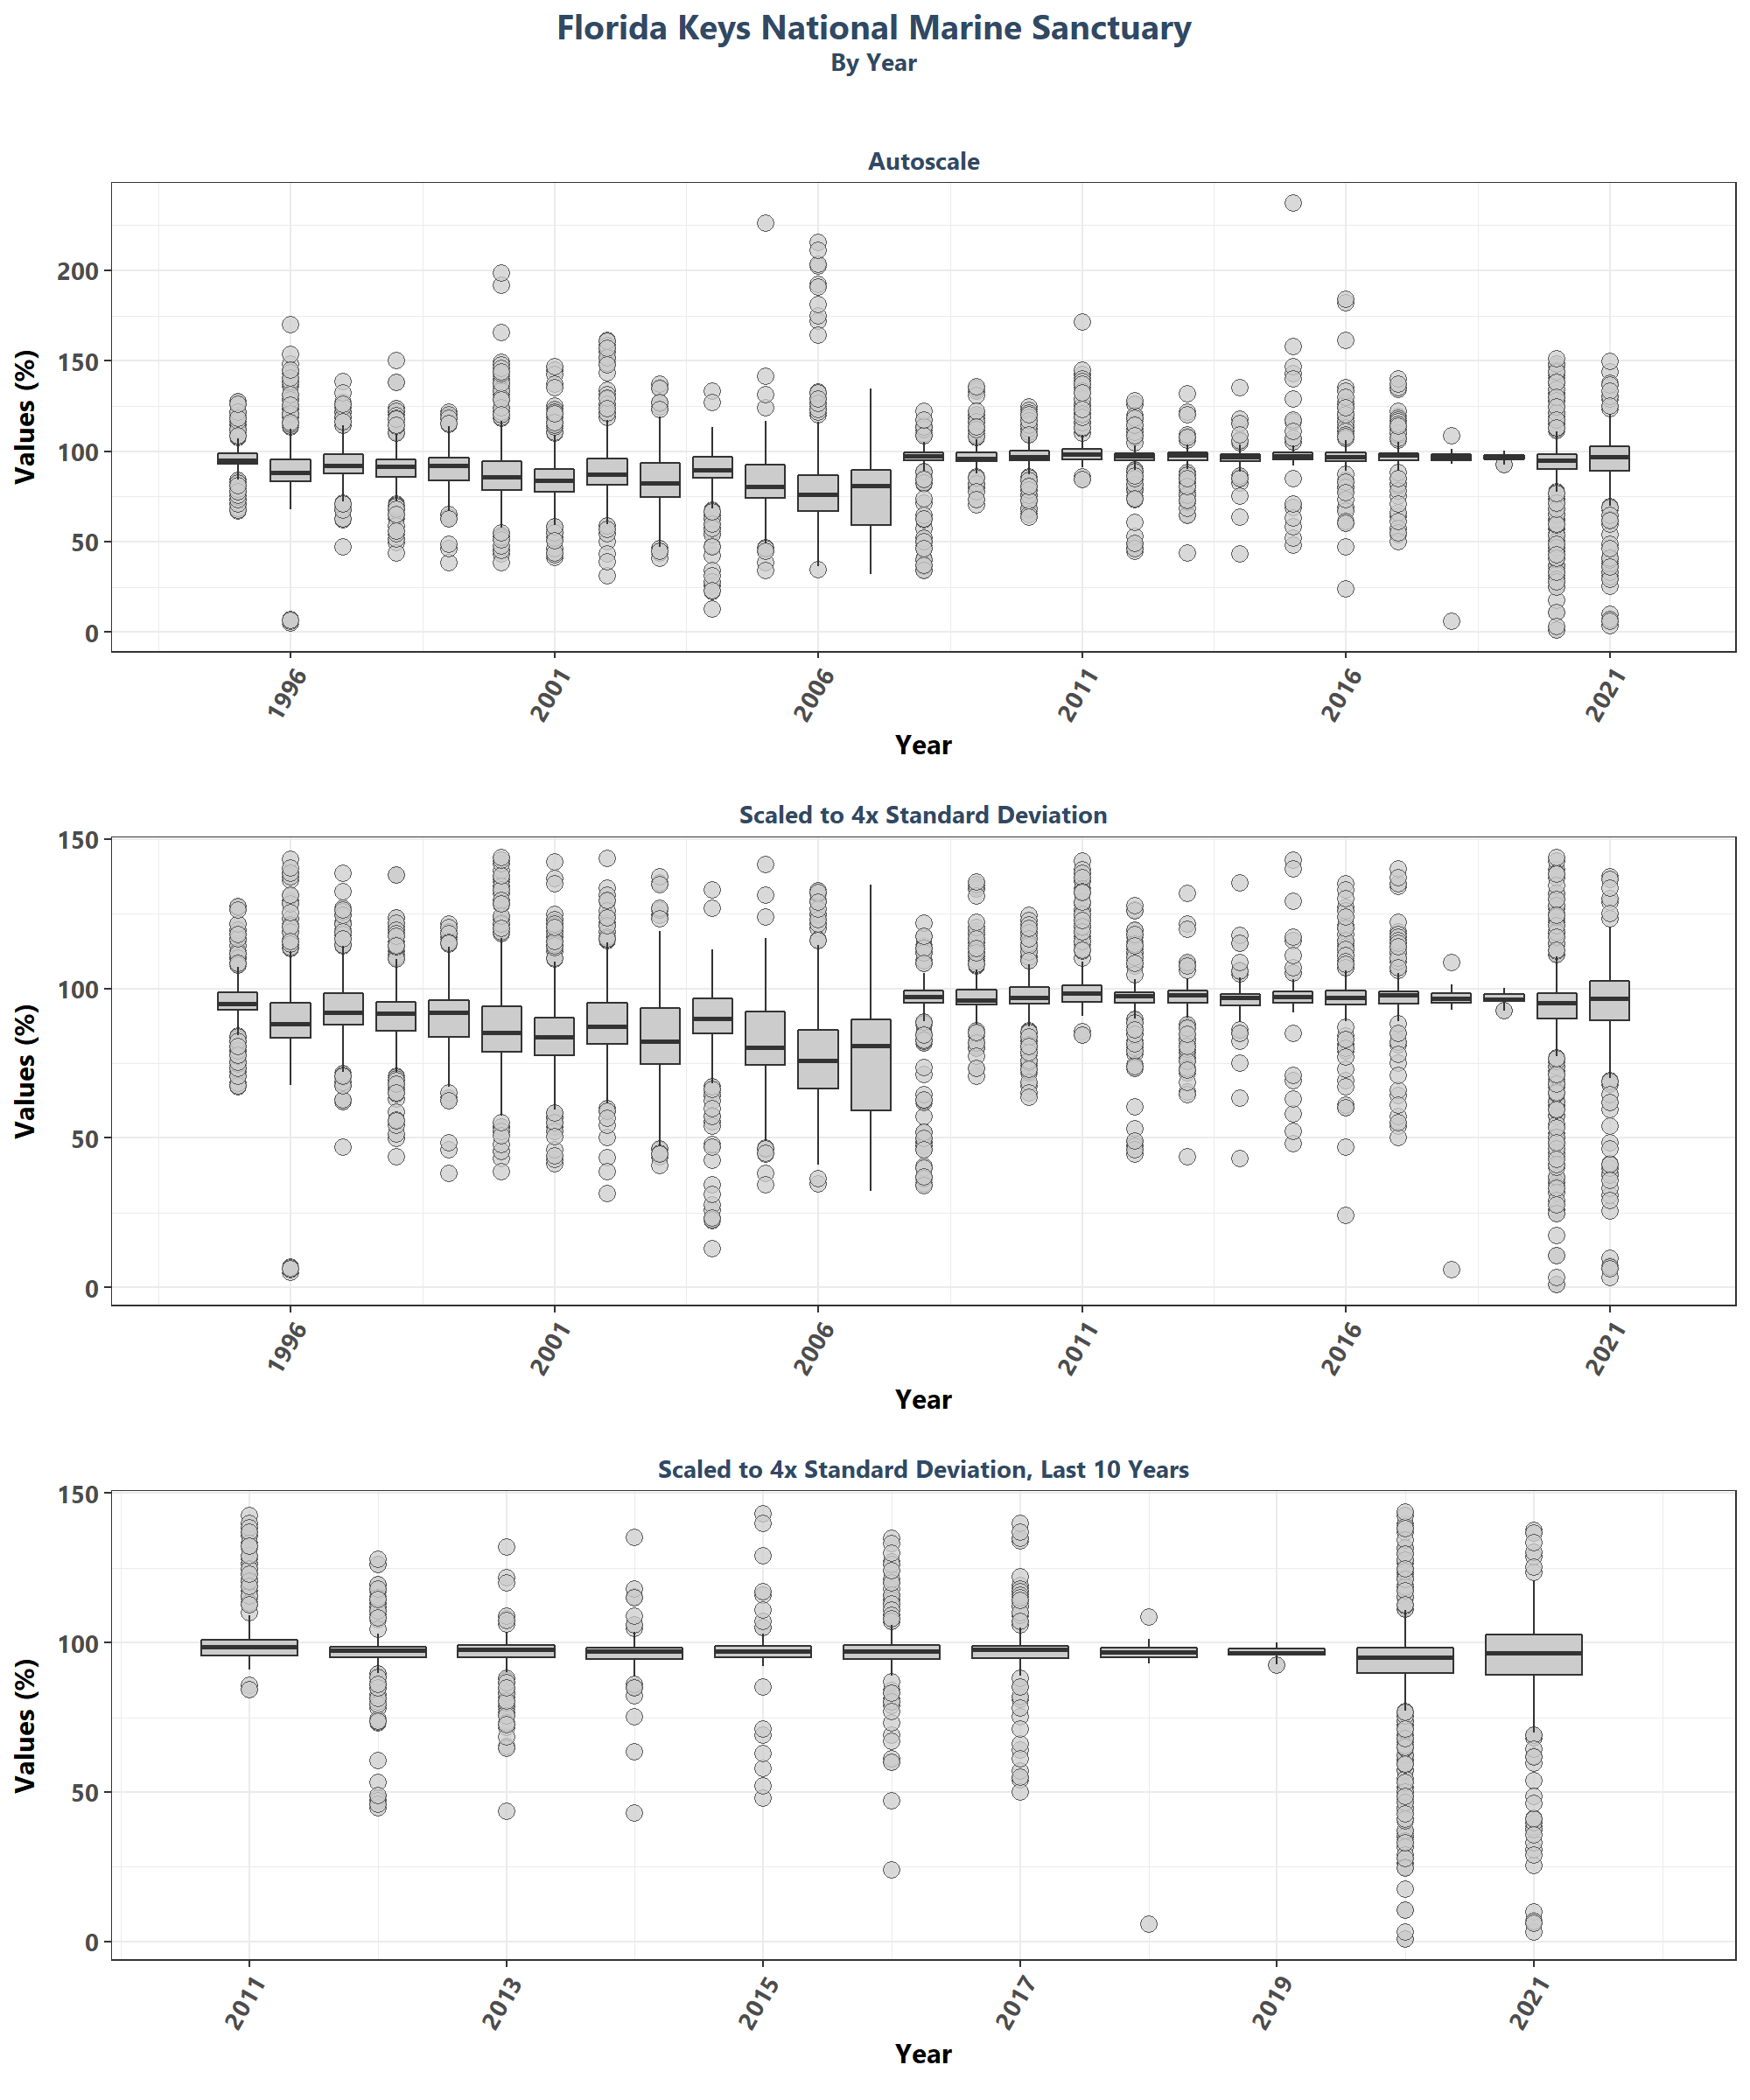 Florida Keys National Marine Sanctuary
By Year
Autoscale
Values (%)
200
150
100
50
0
1996 2001 2006 2011 2016 2021
Year
Scaled to 4x Standard Deviation
Values (%)
150
100
50
0
1996 2001 2006 2011 2016 2021
Year
Scaled to 4x Standard Deviation, Last 10 Years
Values (%)
150
100
50
0
2011 2013 2015 2017 2019 2021
Year